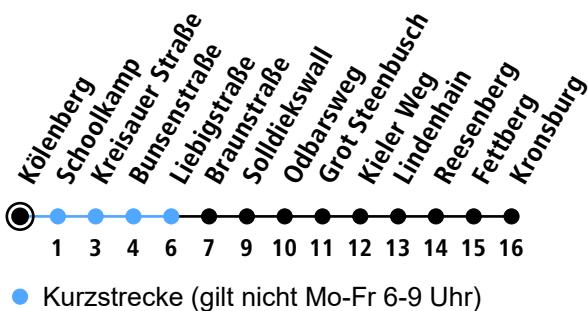 Kölenberg
Schoolkamp
Kreisauer Straße
Bunsenstraße
Liebigstraße
Braunstraße
Solldiekswall
Odbarsweg
Grot Steenbusch
Kieler Weg
Lindenhain
Reesenberg
Fettberg
Kronsburg
1 3 4 6 7 9 10 11 12 13 14 15 16
Kurzstrecke (gilt nicht Mo-Fr 6-9 Uhr)